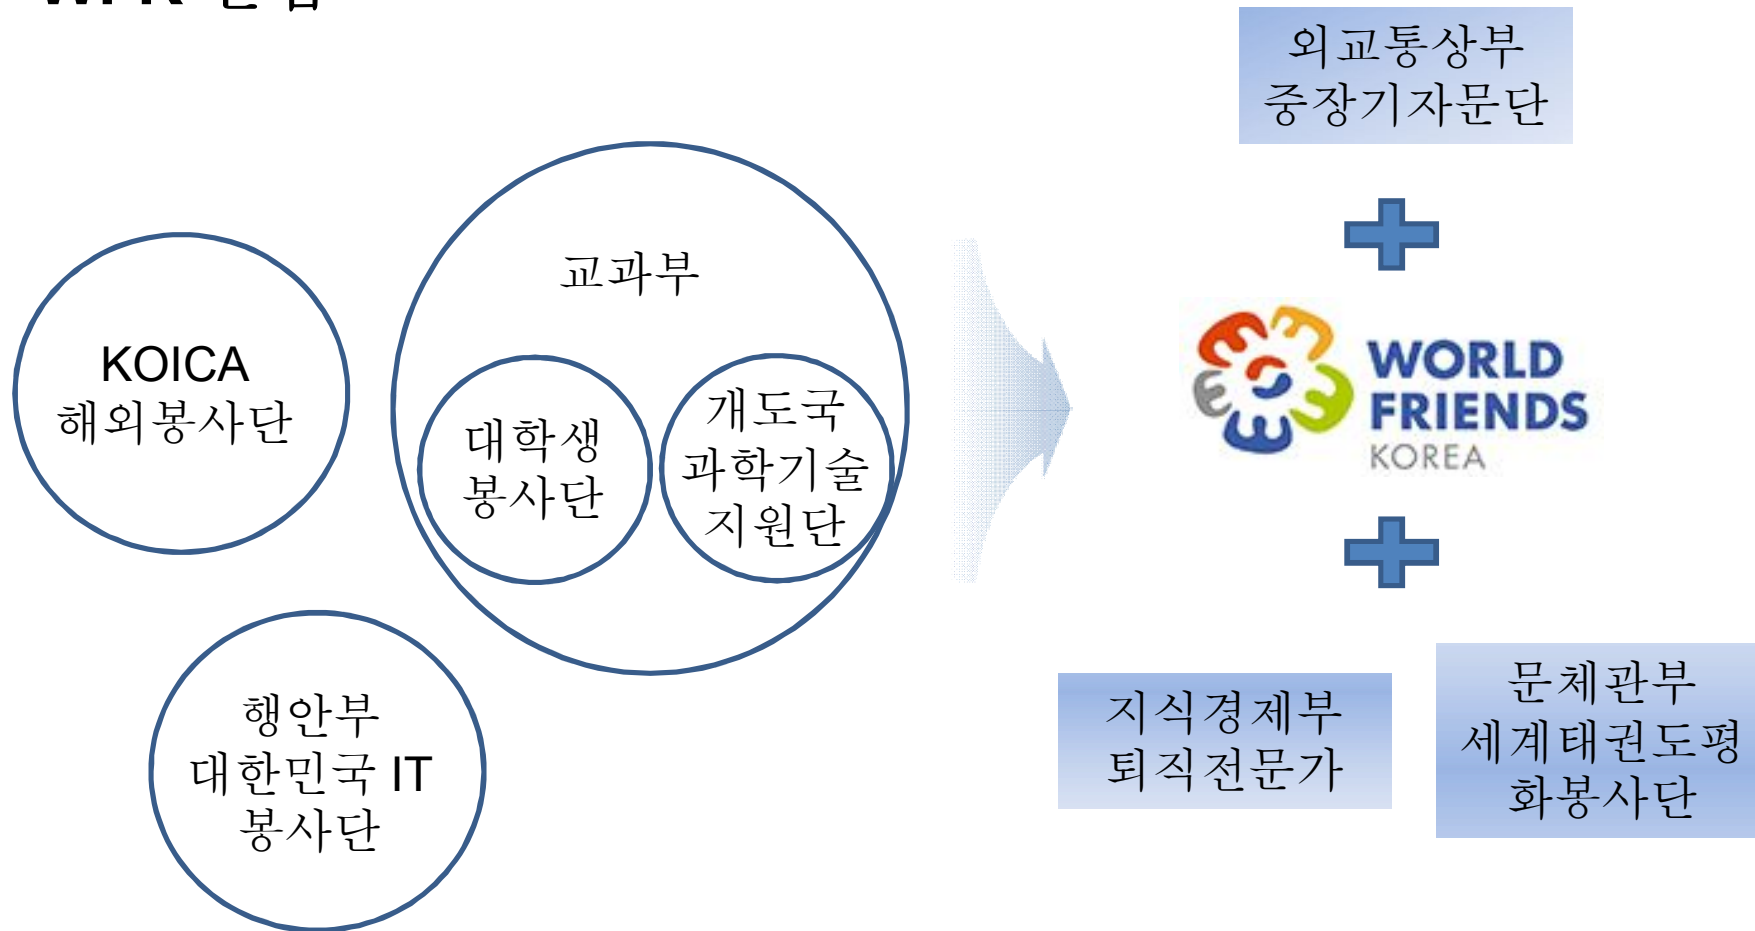 KOICA
해외봉사단
교과부
대학생
봉사단
개도국
과학기술
지원단
행안부
대한민국 IT
봉사단
외교통상부
중장기자문단
WORLD
FRIENDS
KOREA
지식경제부
퇴직전문가
문체관부
세계태권도평
화봉사단